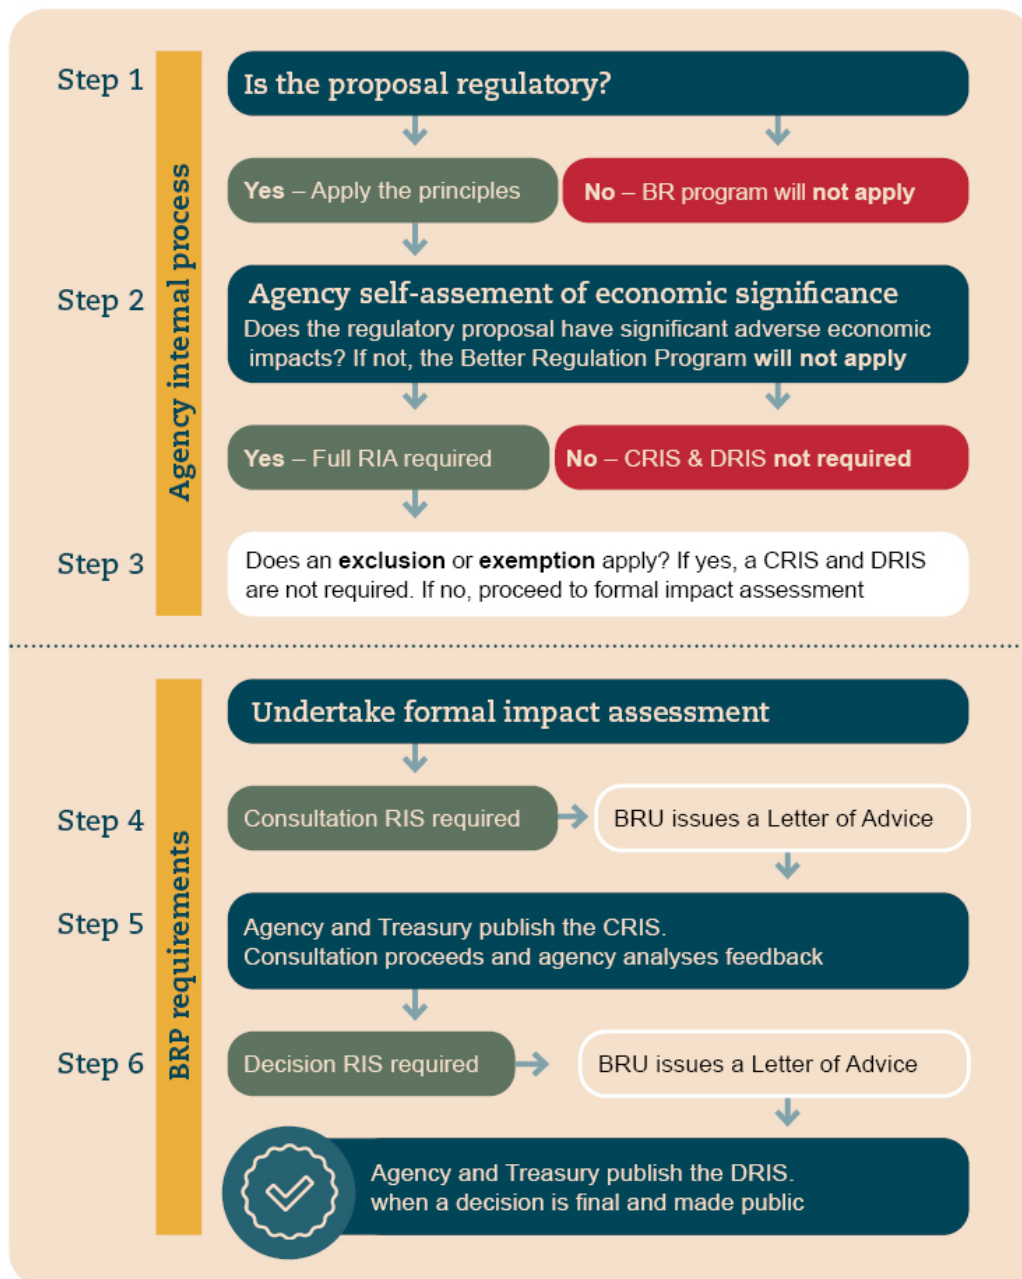 Step 1
Is the proposal regulatory?
Yes – Apply the principles
No – BR program will not apply
Agency internal process
Step 2
Agency self-assement of economic significance
Does the regulatory proposal have significant adverse economic
impacts? If not, the Better Regulation Program will not apply
Yes – Full RIA required
No – CRIS & DRIS not required
Step 3
Does an exclusion or exemption apply? If yes, a CRIS and DRIS
are not required. If no, proceed to formal impact assessment
Undertake formal impact assessment
Step 4
Consultation RIS required
BRU issues a Letter of Advice
BRP requirements
Step 5
Agency and Treasury publish the CRIS.
Consultation proceeds and agency analyses feedback
Step 6
Decision RIS required
BRU issues a Letter of Advice
Agency and Treasury publish the DRIS.
when a decision is final and made public